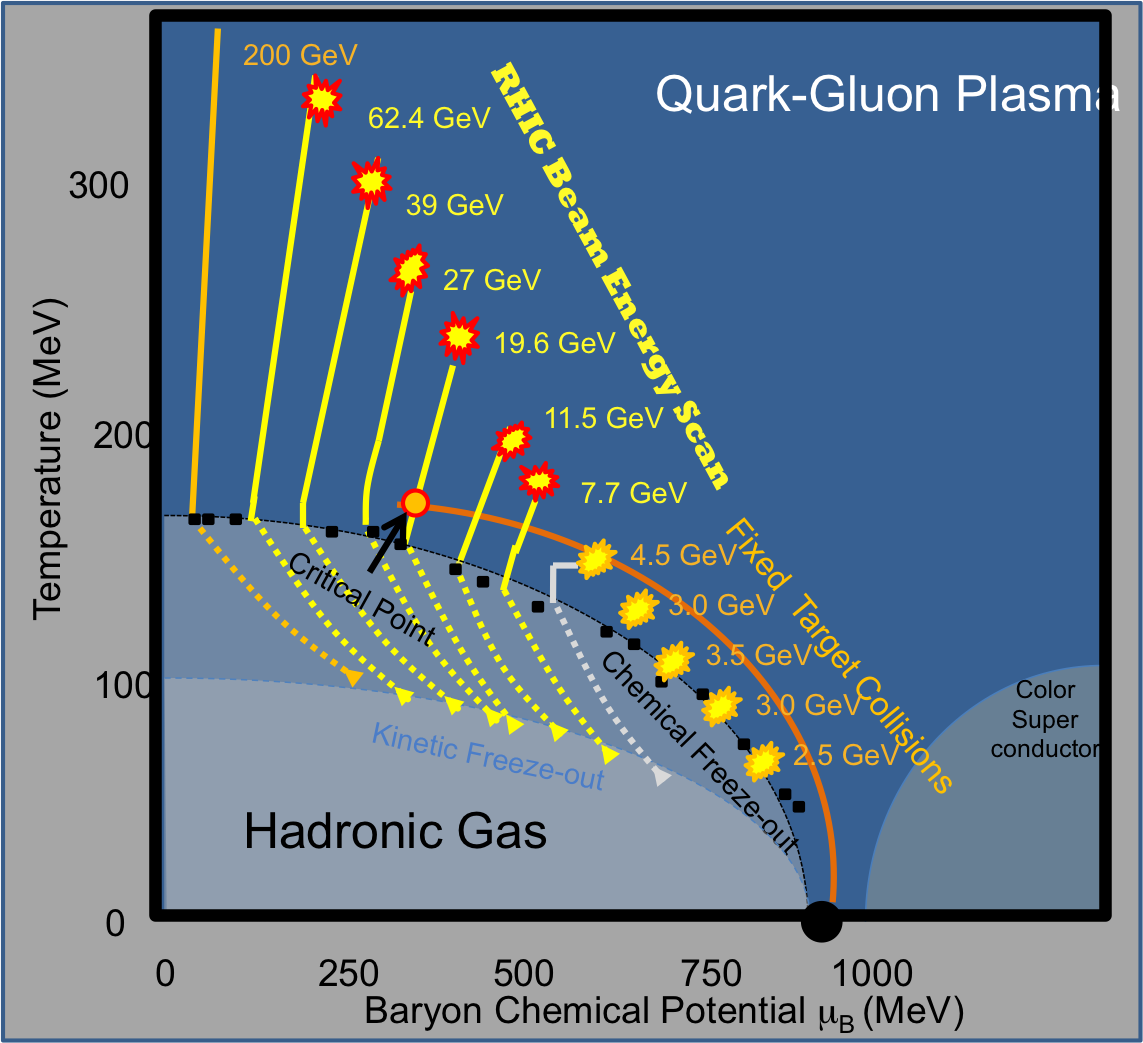 200 GeV
Quark-Gluon Plasma
62.4 GeV
RHIC Beam Energy Scan
300
39 GeV
27 GeV
19.6 GeV
11.5 GeV
200
7.7 GeV
4.5 GeV
Fixed Target Collisions
3.0 GeV
Critical Point
3.5 GeV
Chemical Freeze-out
100
3.0 GeV
Color
Super
conductor
Kinetic Freeze-out
2.5 GeV
Hadronic Gas
0
Temperature (MeV)
0 250 500 750 1000
Baryon Chemical Potential μB (MeV)